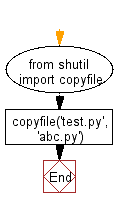 from shutil
import copyfile
copyfile('test.py',
'abc.py')
End